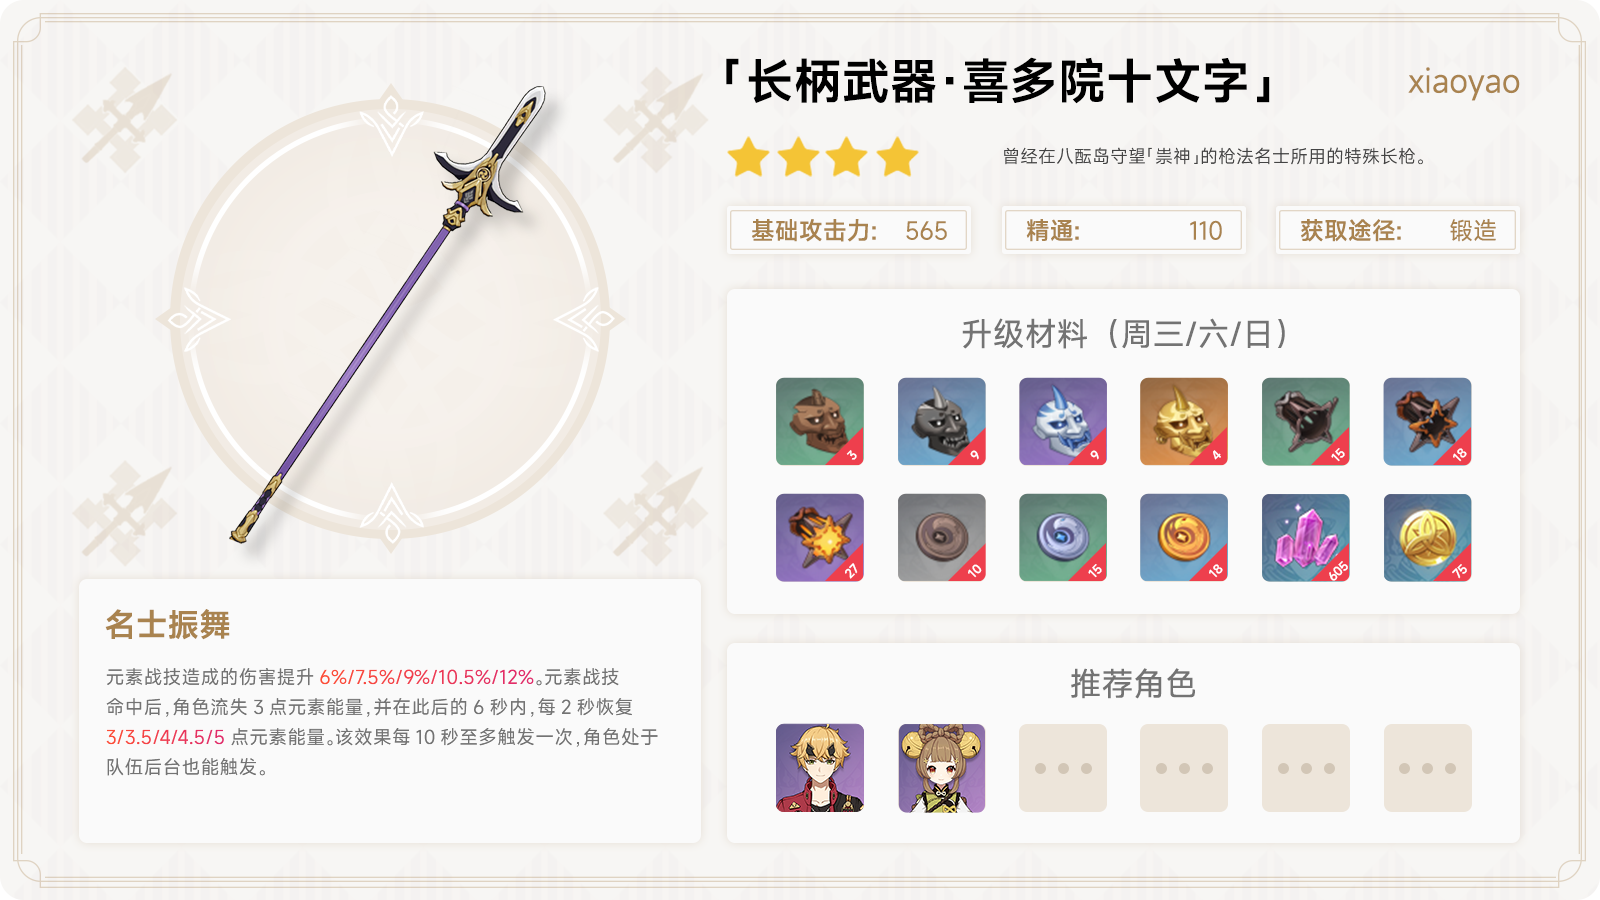 「长柄武器·喜多院十文字」
xiaoyao
曾经在八酝岛守望「祟神」的枪法名士所用的特殊长枪。
基础攻击力: 565
精通: 110
获取途径: 锻造
升级材料（周三/六/日）
3 9 9 4 15 18
27 10 15 18 605 75
名士振舞
元素战技造成的伤害提升 6%/7.5%/9%/10.5%/12%。元素战技
命中后,角色流失 3 点元素能量,并在此后的 6 秒内,每 2 秒恢复
3/3.5/4/4.5/5 点元素能量。该效果每 10 秒至多触发一次,角色处于
队伍后台也能触发。
推荐角色